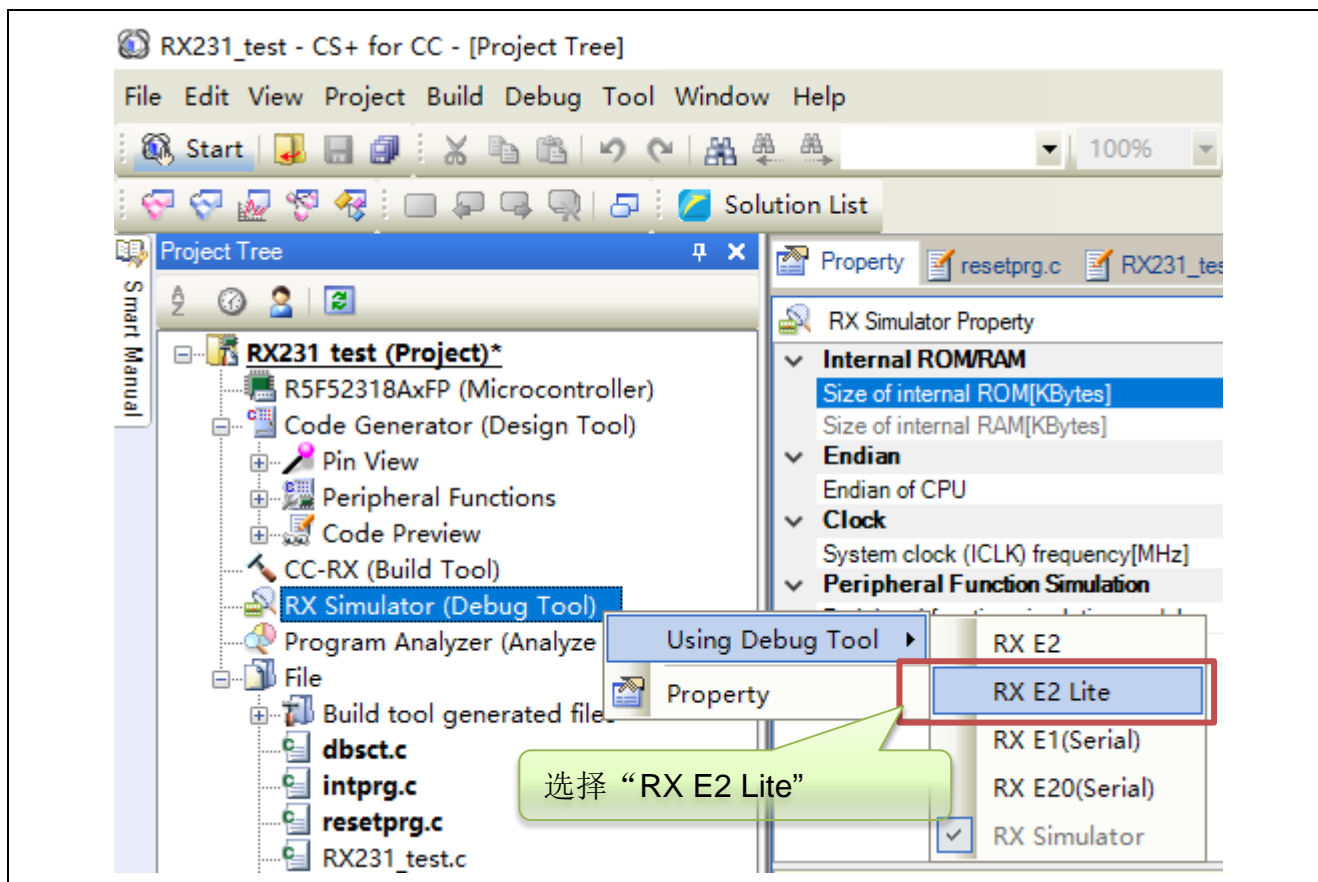 RX231_test - CS+ for CC - [Project Tree]
File Edit View Project Build Debug Tool Window Help
Start 100%
Solution List
Smart Manual
Project Tree
Property resetprg.c
RX Simulator Property
RX231_test (Project)*
R5F52318AxFP (Microcontroller)
Code Generator (Design Tool)
Pin View
Peripheral Functions
Code Preview
CC-RX (Build Tool)
RX Simulator (Debug Tool)
Program Analyzer (Analyze
File
Build tool generated files
dbsct.c
intprg.c
resetprg.c
RX231_test.c
Internal ROM/RAM
Size of internal ROM[KBytes]
Size of internal RAM[KBytes]
Endian
Endian of CPU
Clock
System clock (ICLK) frequency[MHz]
Peripheral Function Simulation
Using Debug Tool
Property
RX E2
RX E2 Lite
RX E1(Serial)
RX E20(Serial)
RX Simulator
选择“RX E2 Lite”